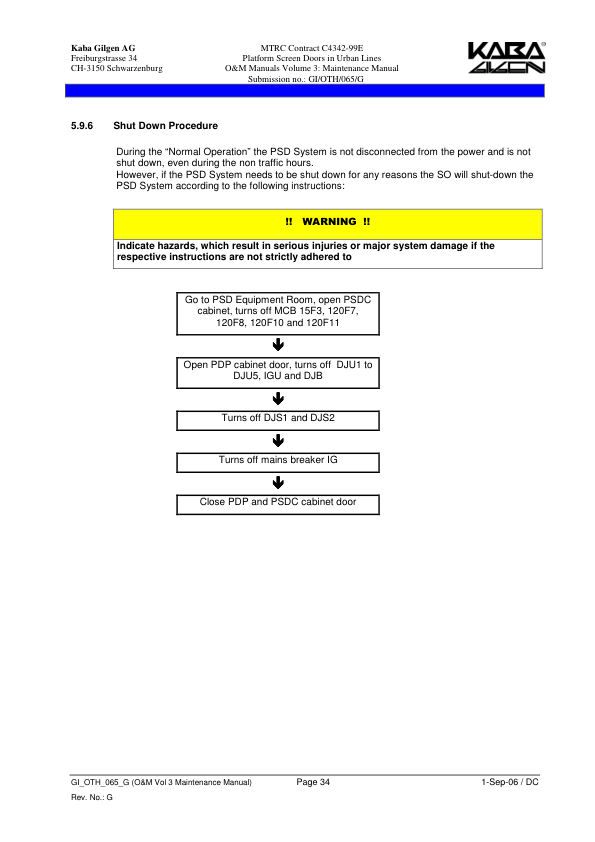 Kaba Gilgen AG
Freiburgstrasse 34
CH-3150 Schwarzenburg
MTRC Contract C4342-99E
Platform Screen Doors in Urban Lines
O&M Manuals Volume 3: Maintenance Manual
Submission no.: GI/OTH/065/G
KABA
GILGEN
5.9.6 Shut Down Procedure
During the “Normal Operation” the PSD System is not disconnected from the power and is not
shut down, even during the non traffic hours.
However, if the PSD System needs to be shut down for any reasons the SO will shut-down the
PSD System according to the following instructions:
!! WARNING !!
Indicate hazards, which result in serious injuries or major system damage if the
respective instructions are not strictly adhered to
Go to PSD Equipment Room, open PSDC
cabinet, turns off MCB 15F3, 120F7,
120F8, 120F10 and 120F11
Open PDP cabinet door, turns off DJU1 to
DJU5, IGU and DJB
Turns off DJS1 and DJS2
Turns off mains breaker IG
Close PDP and PSDC cabinet door
GI_OTH_065_G (O&M Vol 3 Maintenance Manual) Page 34 1-Sep-06 / DC
Rev. No.: G